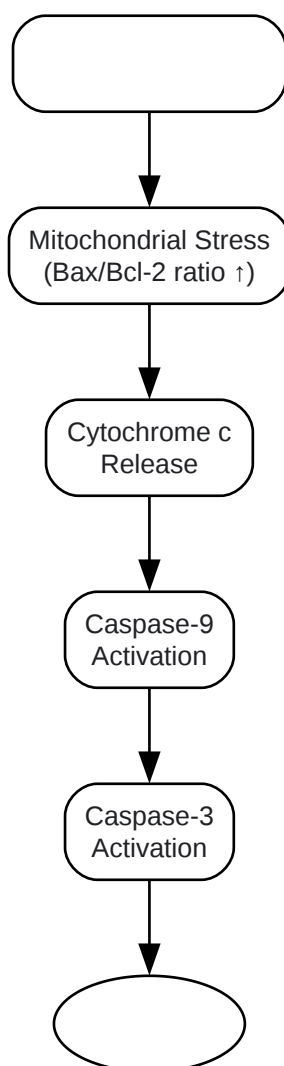 Mitochondrial Stress
(Bax/Bcl-2 ratio ↑)
Cytochrome c
Release
Caspase-9
Activation
Caspase-3
Activation